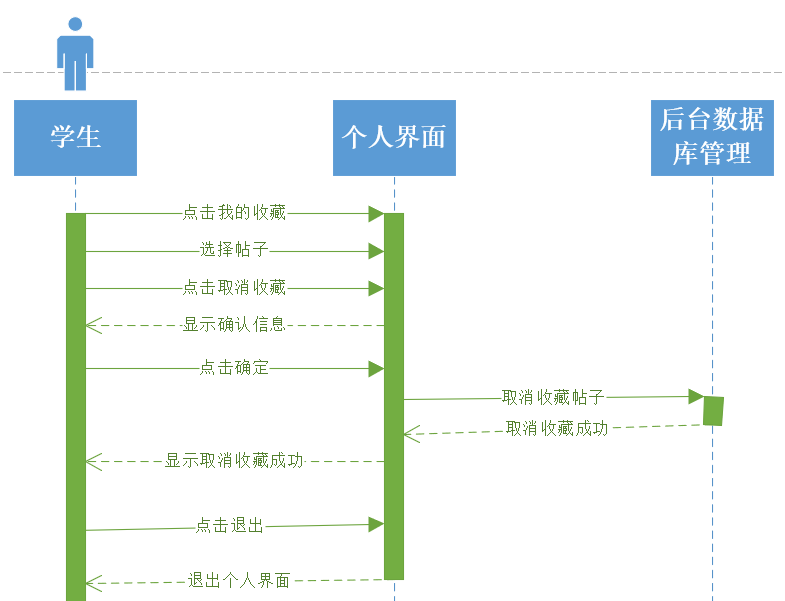 学生
个人界面
后台数据
库管理
点击我的收藏
选择帖子
点击取消收藏
显示确认信息
点击确定
取消收藏帖子
取消收藏成功
显示取消收藏成功
点击退出
退出个人界面